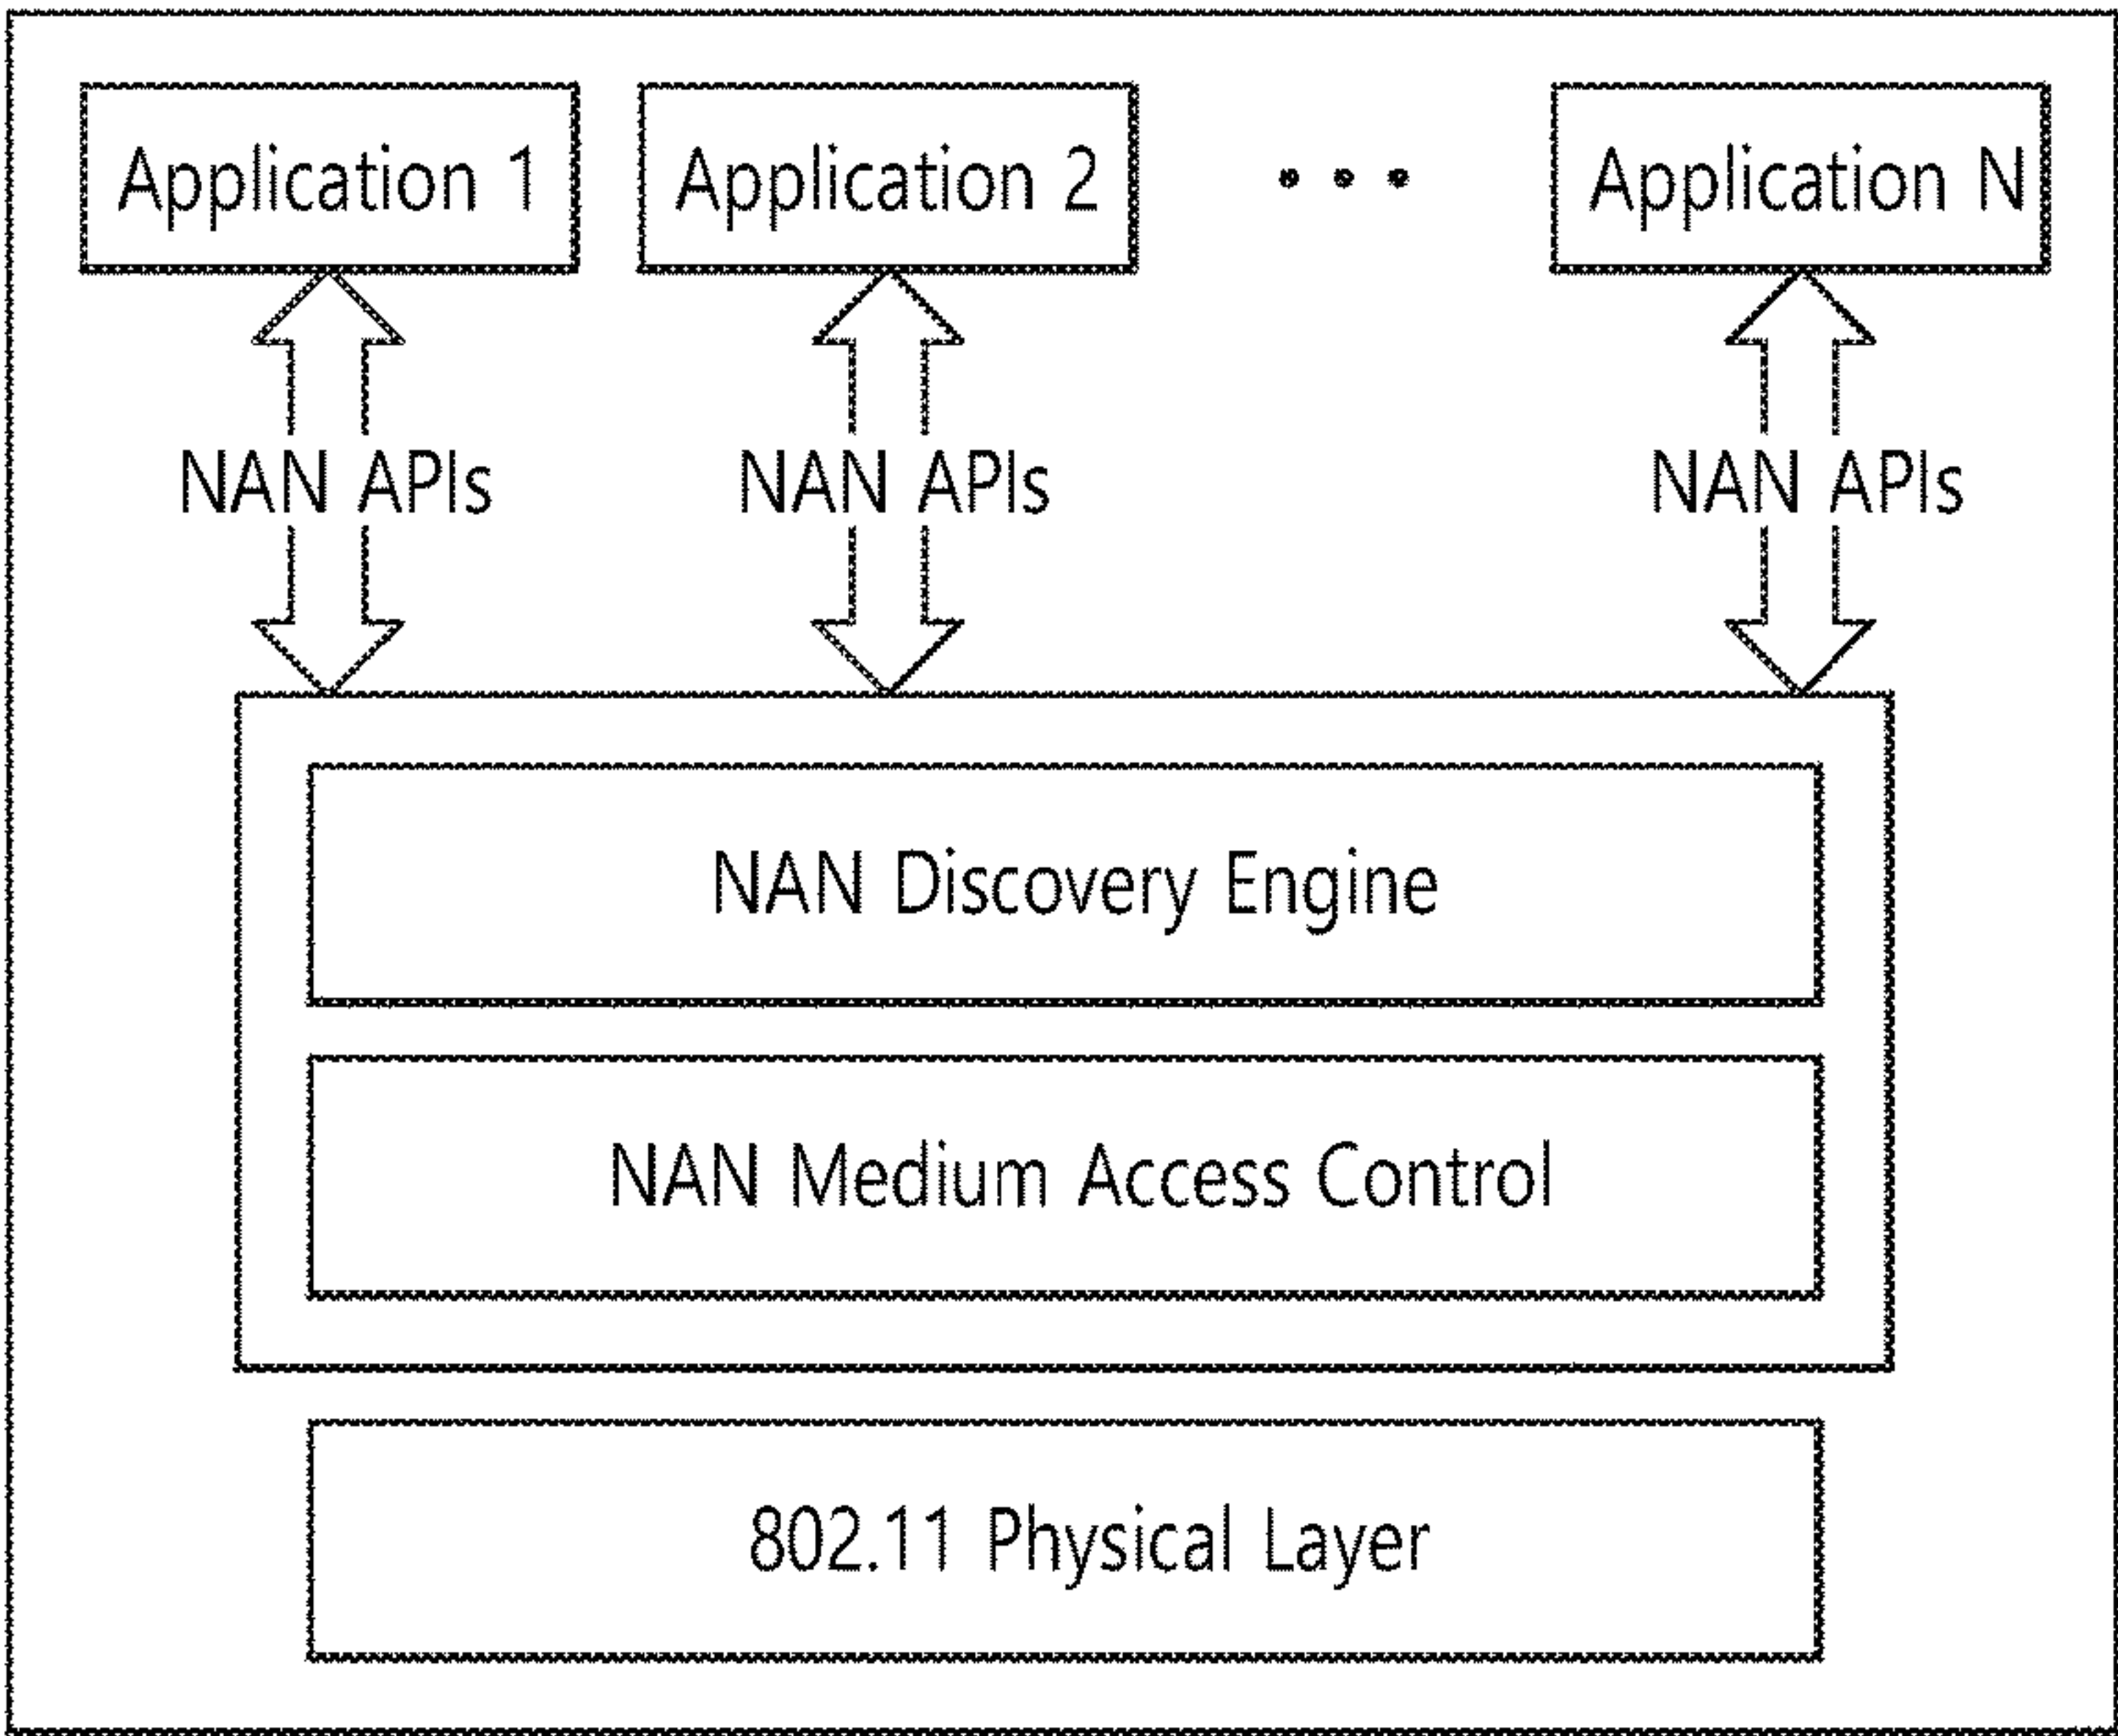 Application 1
Application 2
• • •
Application N
NAN APIs
NAN APIs
NAN APIs
NAN Discovery Engine
NAN Medium Access Control
802.11 Physical Layer